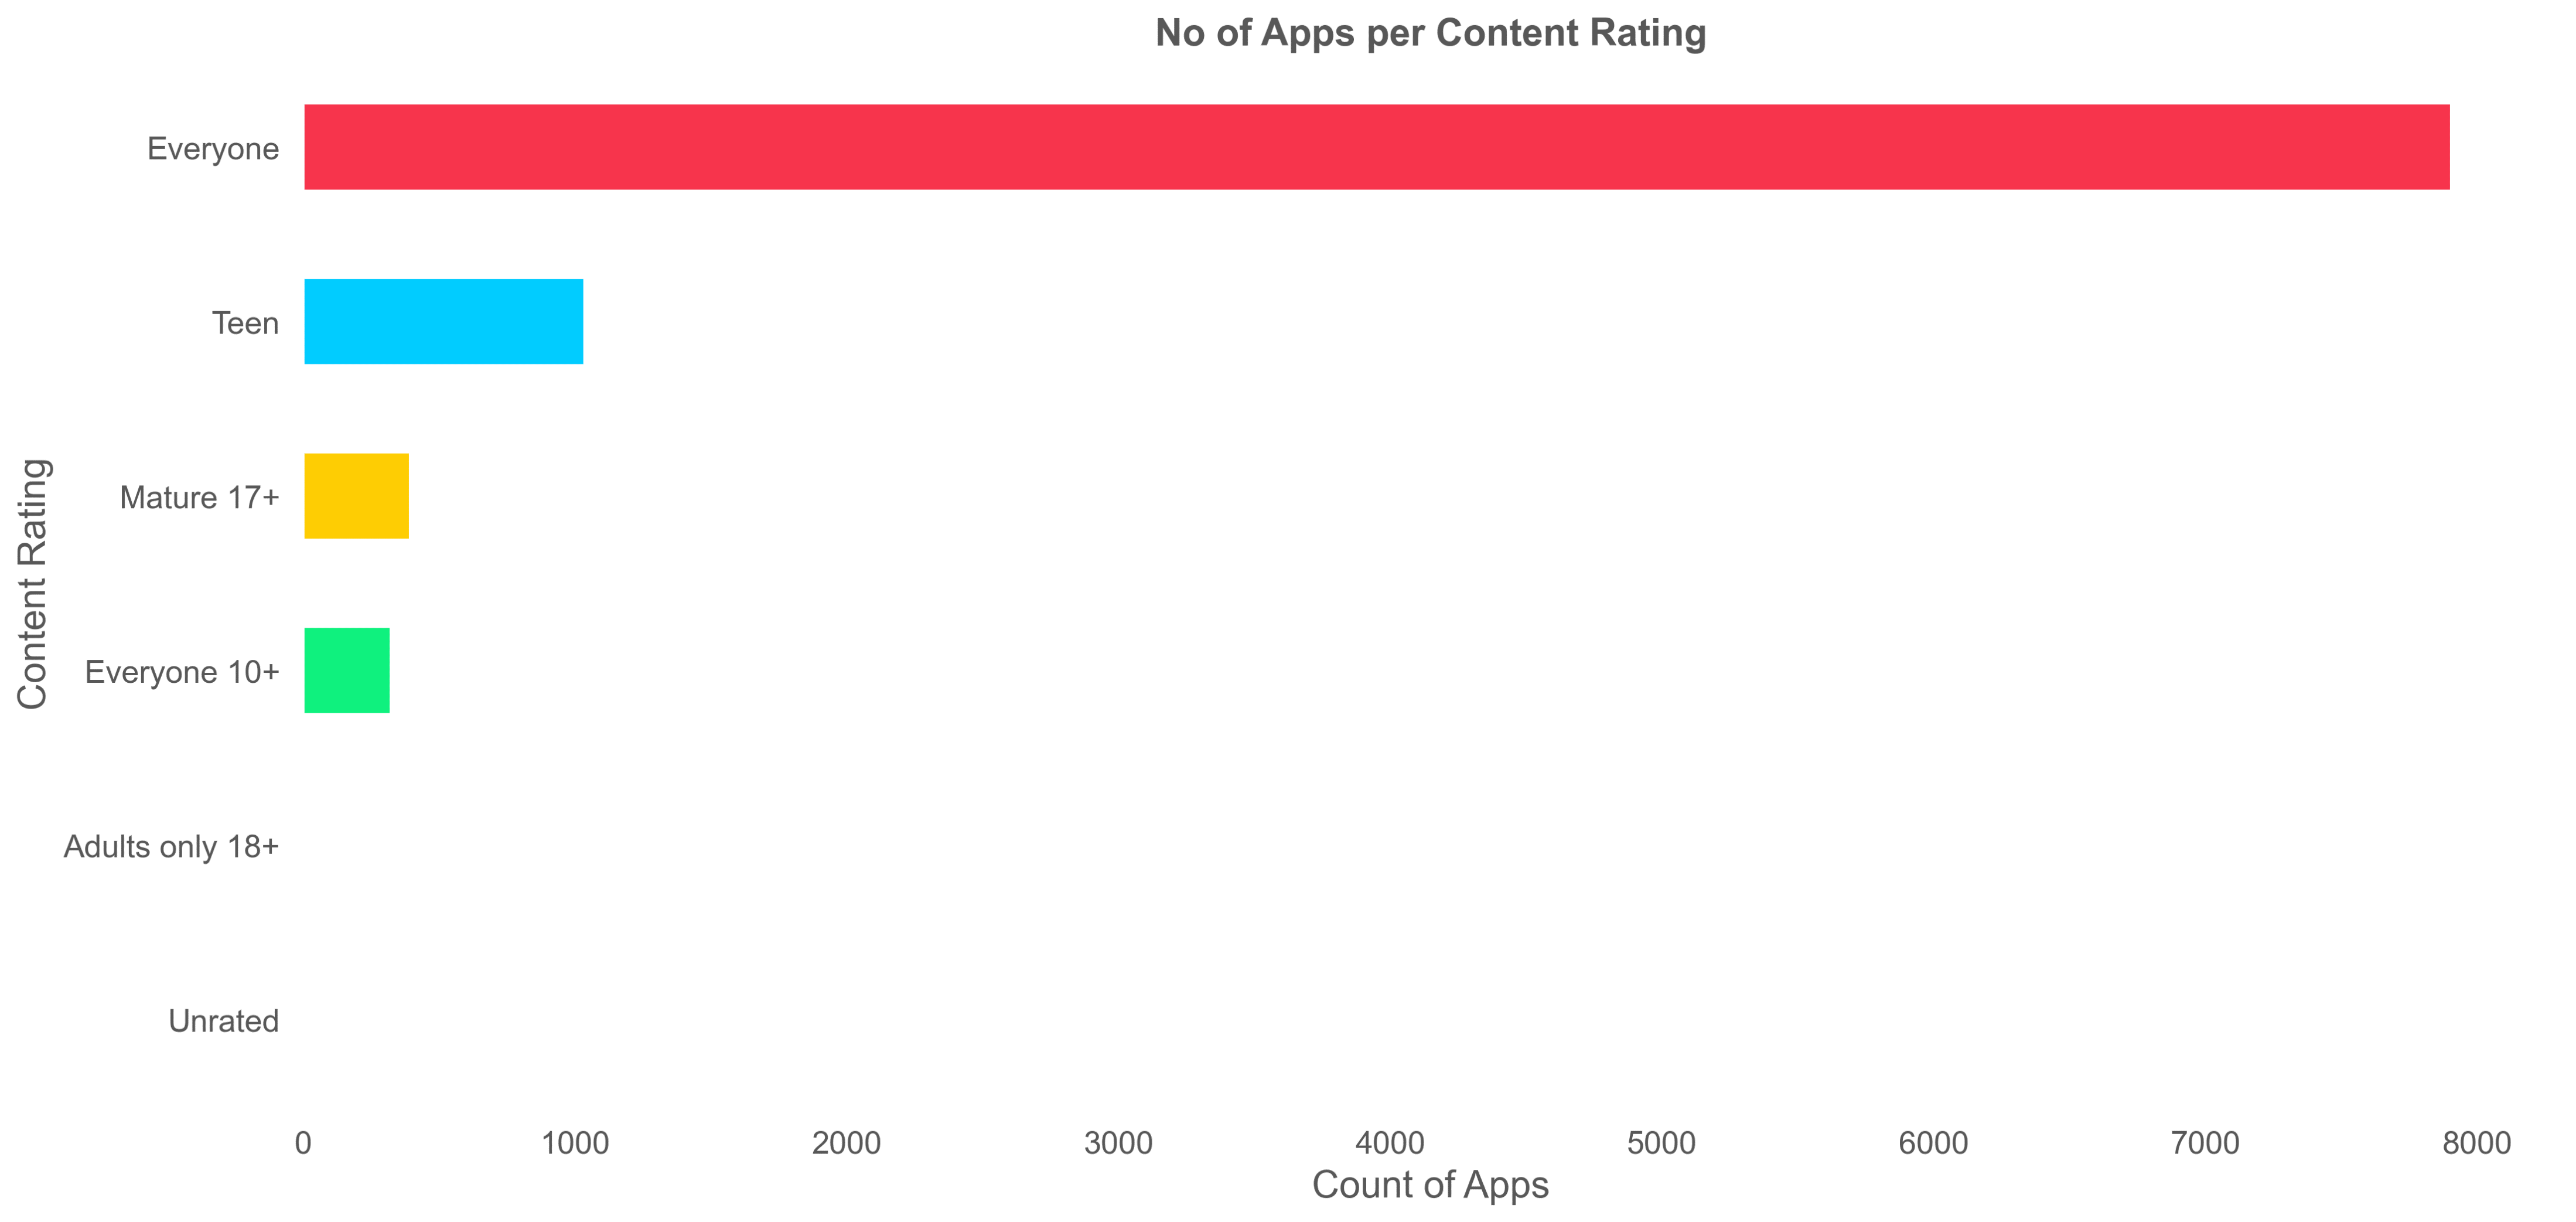 No of Apps per Content Rating
Everyone
Teen
Mature 17+
Everyone 10+
Adults only 18+
Unrated
Content Rating
0 1000 2000 3000 4000 5000 6000 7000 8000
Count of Apps